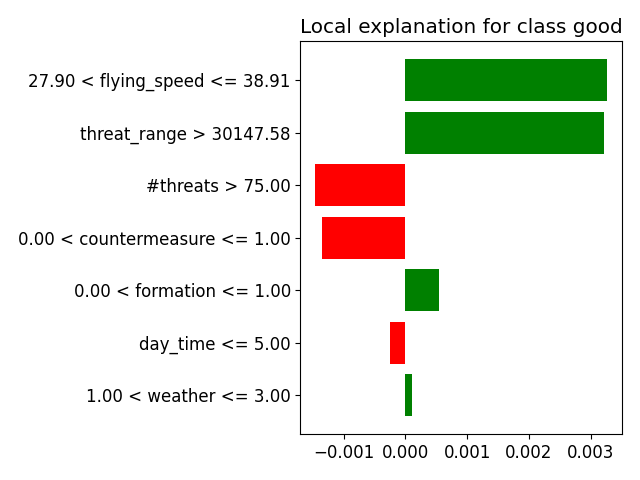 Local explanation for class good
27.90 < flying_speed <= 38.91
threat_range > 30147.58
#threats > 75.00
0.00 < countermeasure <= 1.00
0.00 < formation <= 1.00
day_time <= 5.00
1.00 < weather <= 3.00
−0.001 0.000 0.001 0.002 0.003